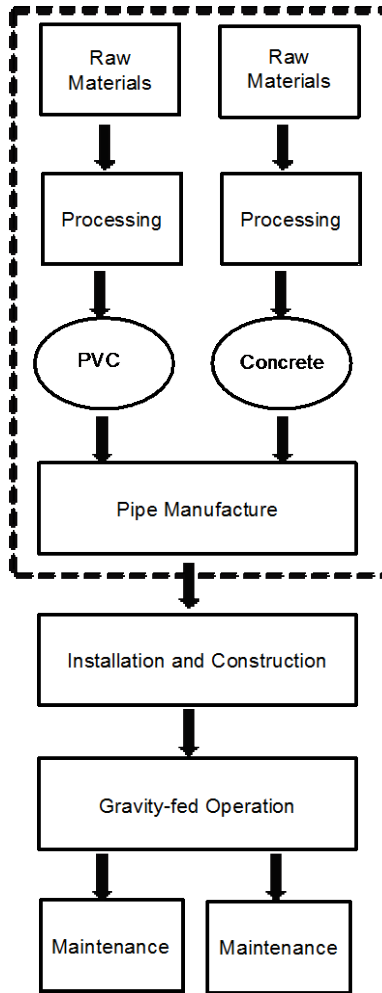 Raw
Materials
Raw
Materials
Processing
Processing
PVC
Concrete
Pipe Manufacture
Installation and Construction
Gravity-fed Operation
Maintenance
Maintenance